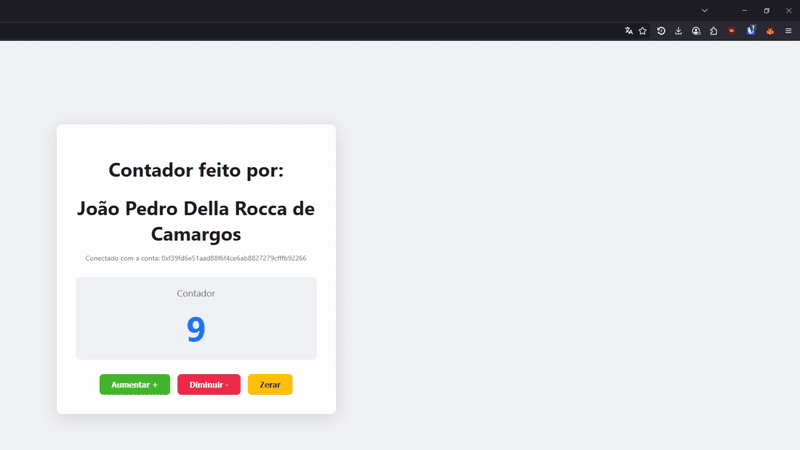 Contador feito por:
João Pedro Della Rocca de
Camargos
Conectado com a conta: 0xf39fd6e51aad88f6f4ce6ab8827279cfffb92266
Contador
9
Aumentar +
Diminuir -
Zerar